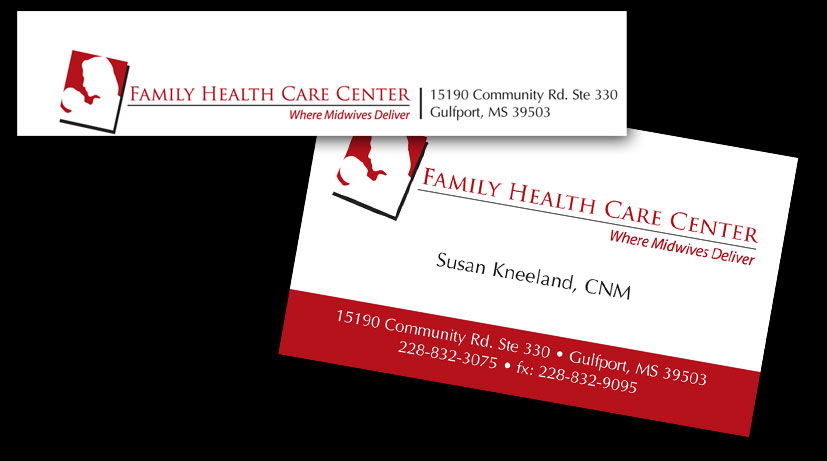 FAMILY HEALTH CARE CENTER
Where Midwives Deliver
15190 Community Rd. Ste 330
Gulfport, MS 39503
FAMILY HEALTH CARE CENTER
Where Midwives Deliver
Susan Kneeland, CNM
15190 Community Rd. Ste 330 • Gulfport, MS 39503
228-832-3075 • fx: 228-832-9095